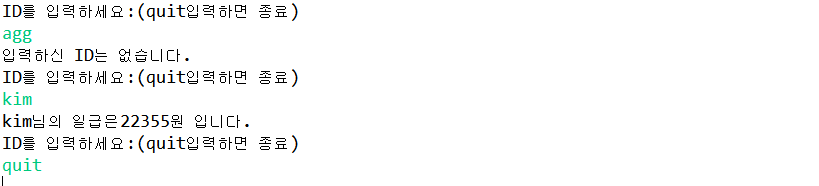 ID를 입력하세요:(quit입력하면 종료)
agg
입력하신 ID는 없습니다.
ID를 입력하세요:(quit입력하면 종료)
kim
kim님의 일급은22355원 입니다.
ID를 입력하세요:(quit입력하면 종료)
quit